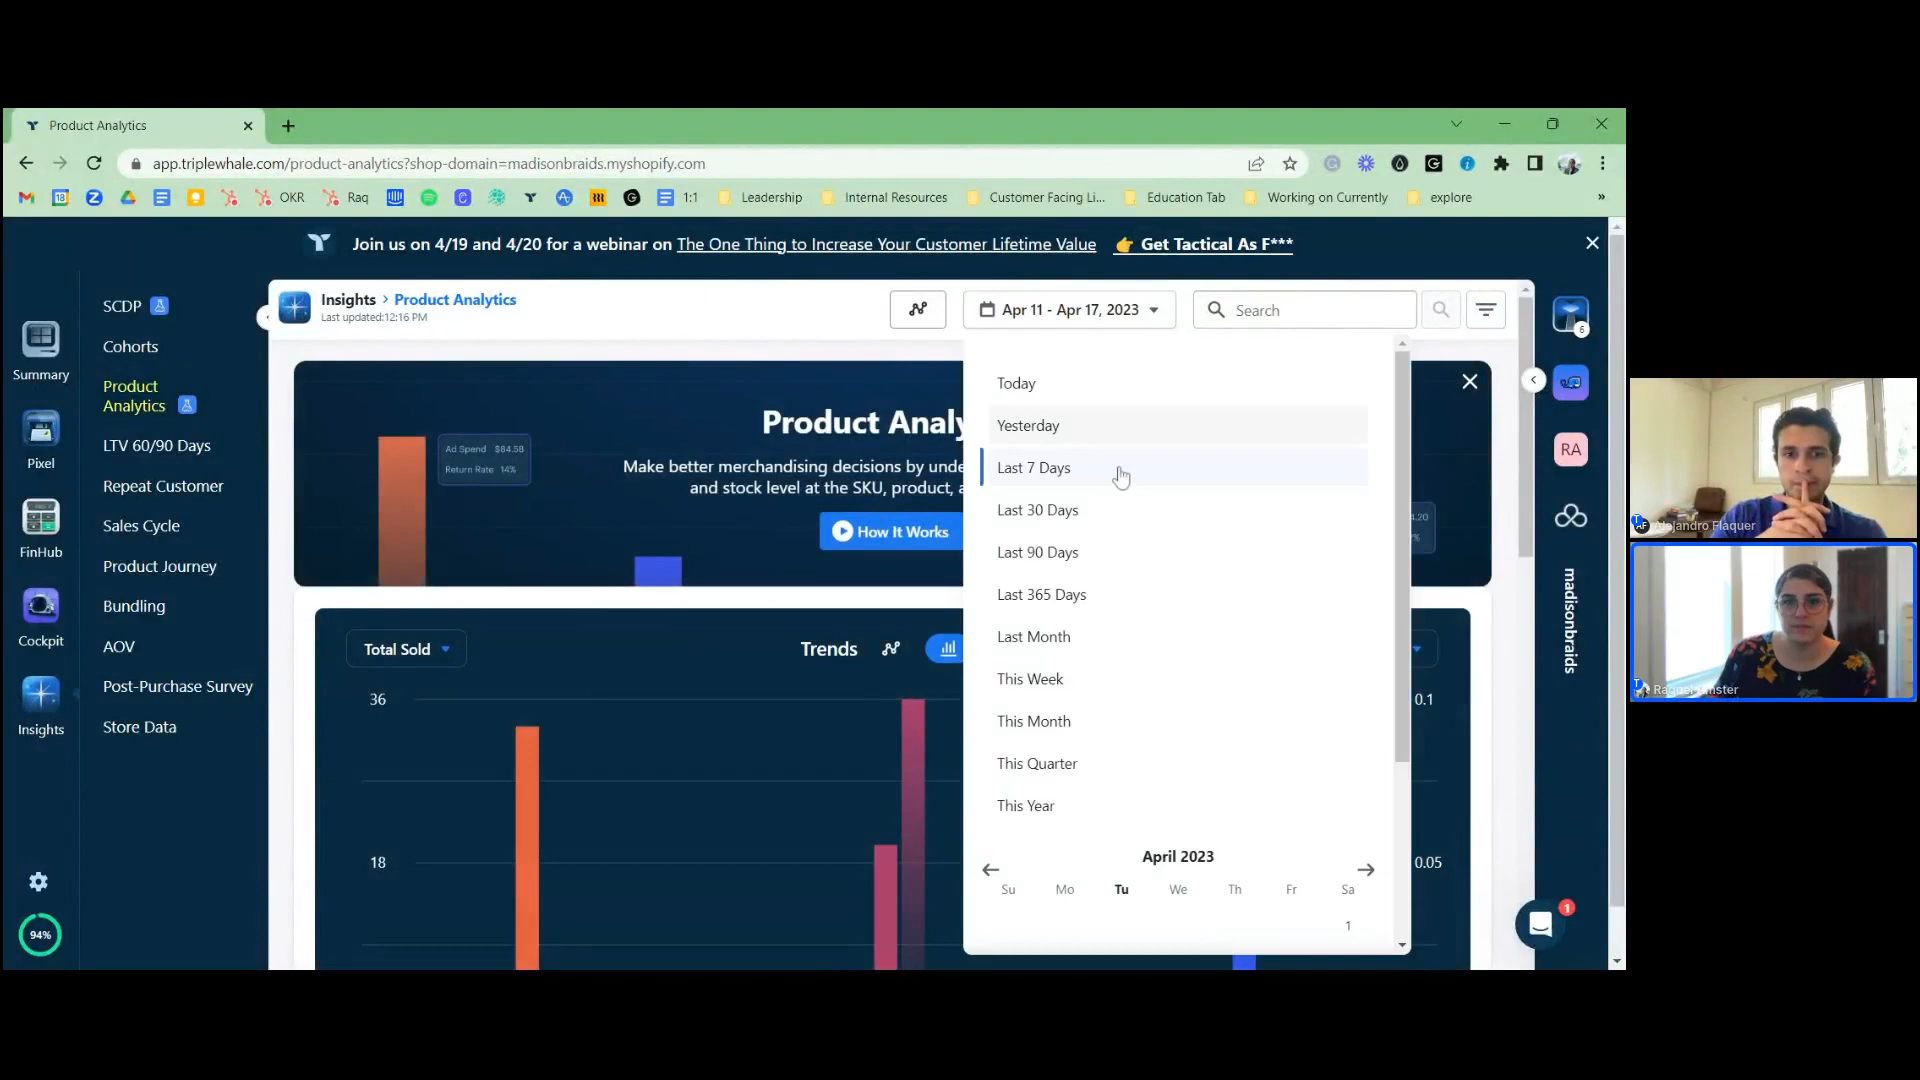 Product Analytics
app.triplewhale.com/product-analytics?shop-domain=madisonbraids.myshopify.com
18
OKR
Raq
1:1
Leadership
Internal Resources
Customer Facing Li...
Education Tab
Working on Currently
explore
»
Join us on 4/19 and 4/20 for a webinar on The One Thing to Increase Your Customer Lifetime Value 👉 Get Tactical As F***
Summary
Pixel
FinHub
Cockpit
Insights
94%
SCDP
Cohorts
Product
Analytics
LTV 60/90 Days
Repeat Customer
Sales Cycle
Product Journey
Bundling
AOV
Post-Purchase Survey
Store Data
Insights > Product Analytics
Last updated:12:16 PM
Apr 11 - Apr 17, 2023
Search
Product Analy
Ad Spend $84.58
Return Rate 14%
Make better merchandising decisions by unde
and stock level at the SKU, product, a
How It Works
1.20
Total Sold
Trends
36
18
0.1
0.05
Today
Yesterday
Last 7 Days
Last 30 Days
Last 90 Days
Last 365 Days
Last Month
This Week
This Month
This Quarter
This Year
April 2023
Su Mo Tu We Th Fr Sa
1
6
RA
madisonbraids
1
AF
Alejandro Flaquer